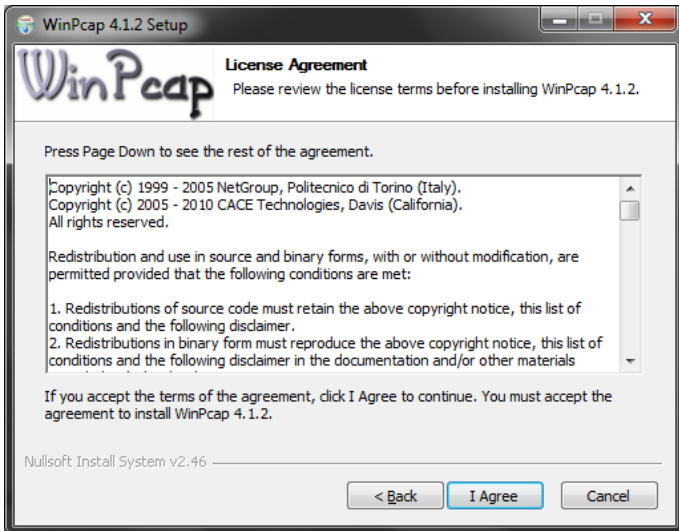 WinPcap 4.1.2 Setup
WinPcap
License Agreement
Please review the license terms before installing WinPcap 4.1.2.
Press Page Down to see the rest of the agreement.
Copyright (c) 1999 - 2005 NetGroup, Politecnico di Torino (Italy).
Copyright (c) 2005 - 2010 CACE Technologies, Davis (California).
All rights reserved.
Redistribution and use in source and binary forms, with or without modification, are
permitted provided that the following conditions are met:
1. Redistributions of source code must retain the above copyright notice, this list of
conditions and the following disclaimer.
2. Redistributions in binary form must reproduce the above copyright notice, this list of
conditions and the following disclaimer in the documentation and/or other materials
If you accept the terms of the agreement, click I Agree to continue. You must accept the
agreement to install WinPcap 4.1.2.
Nullsoft Install System v2.46
< Back
I Agree
Cancel